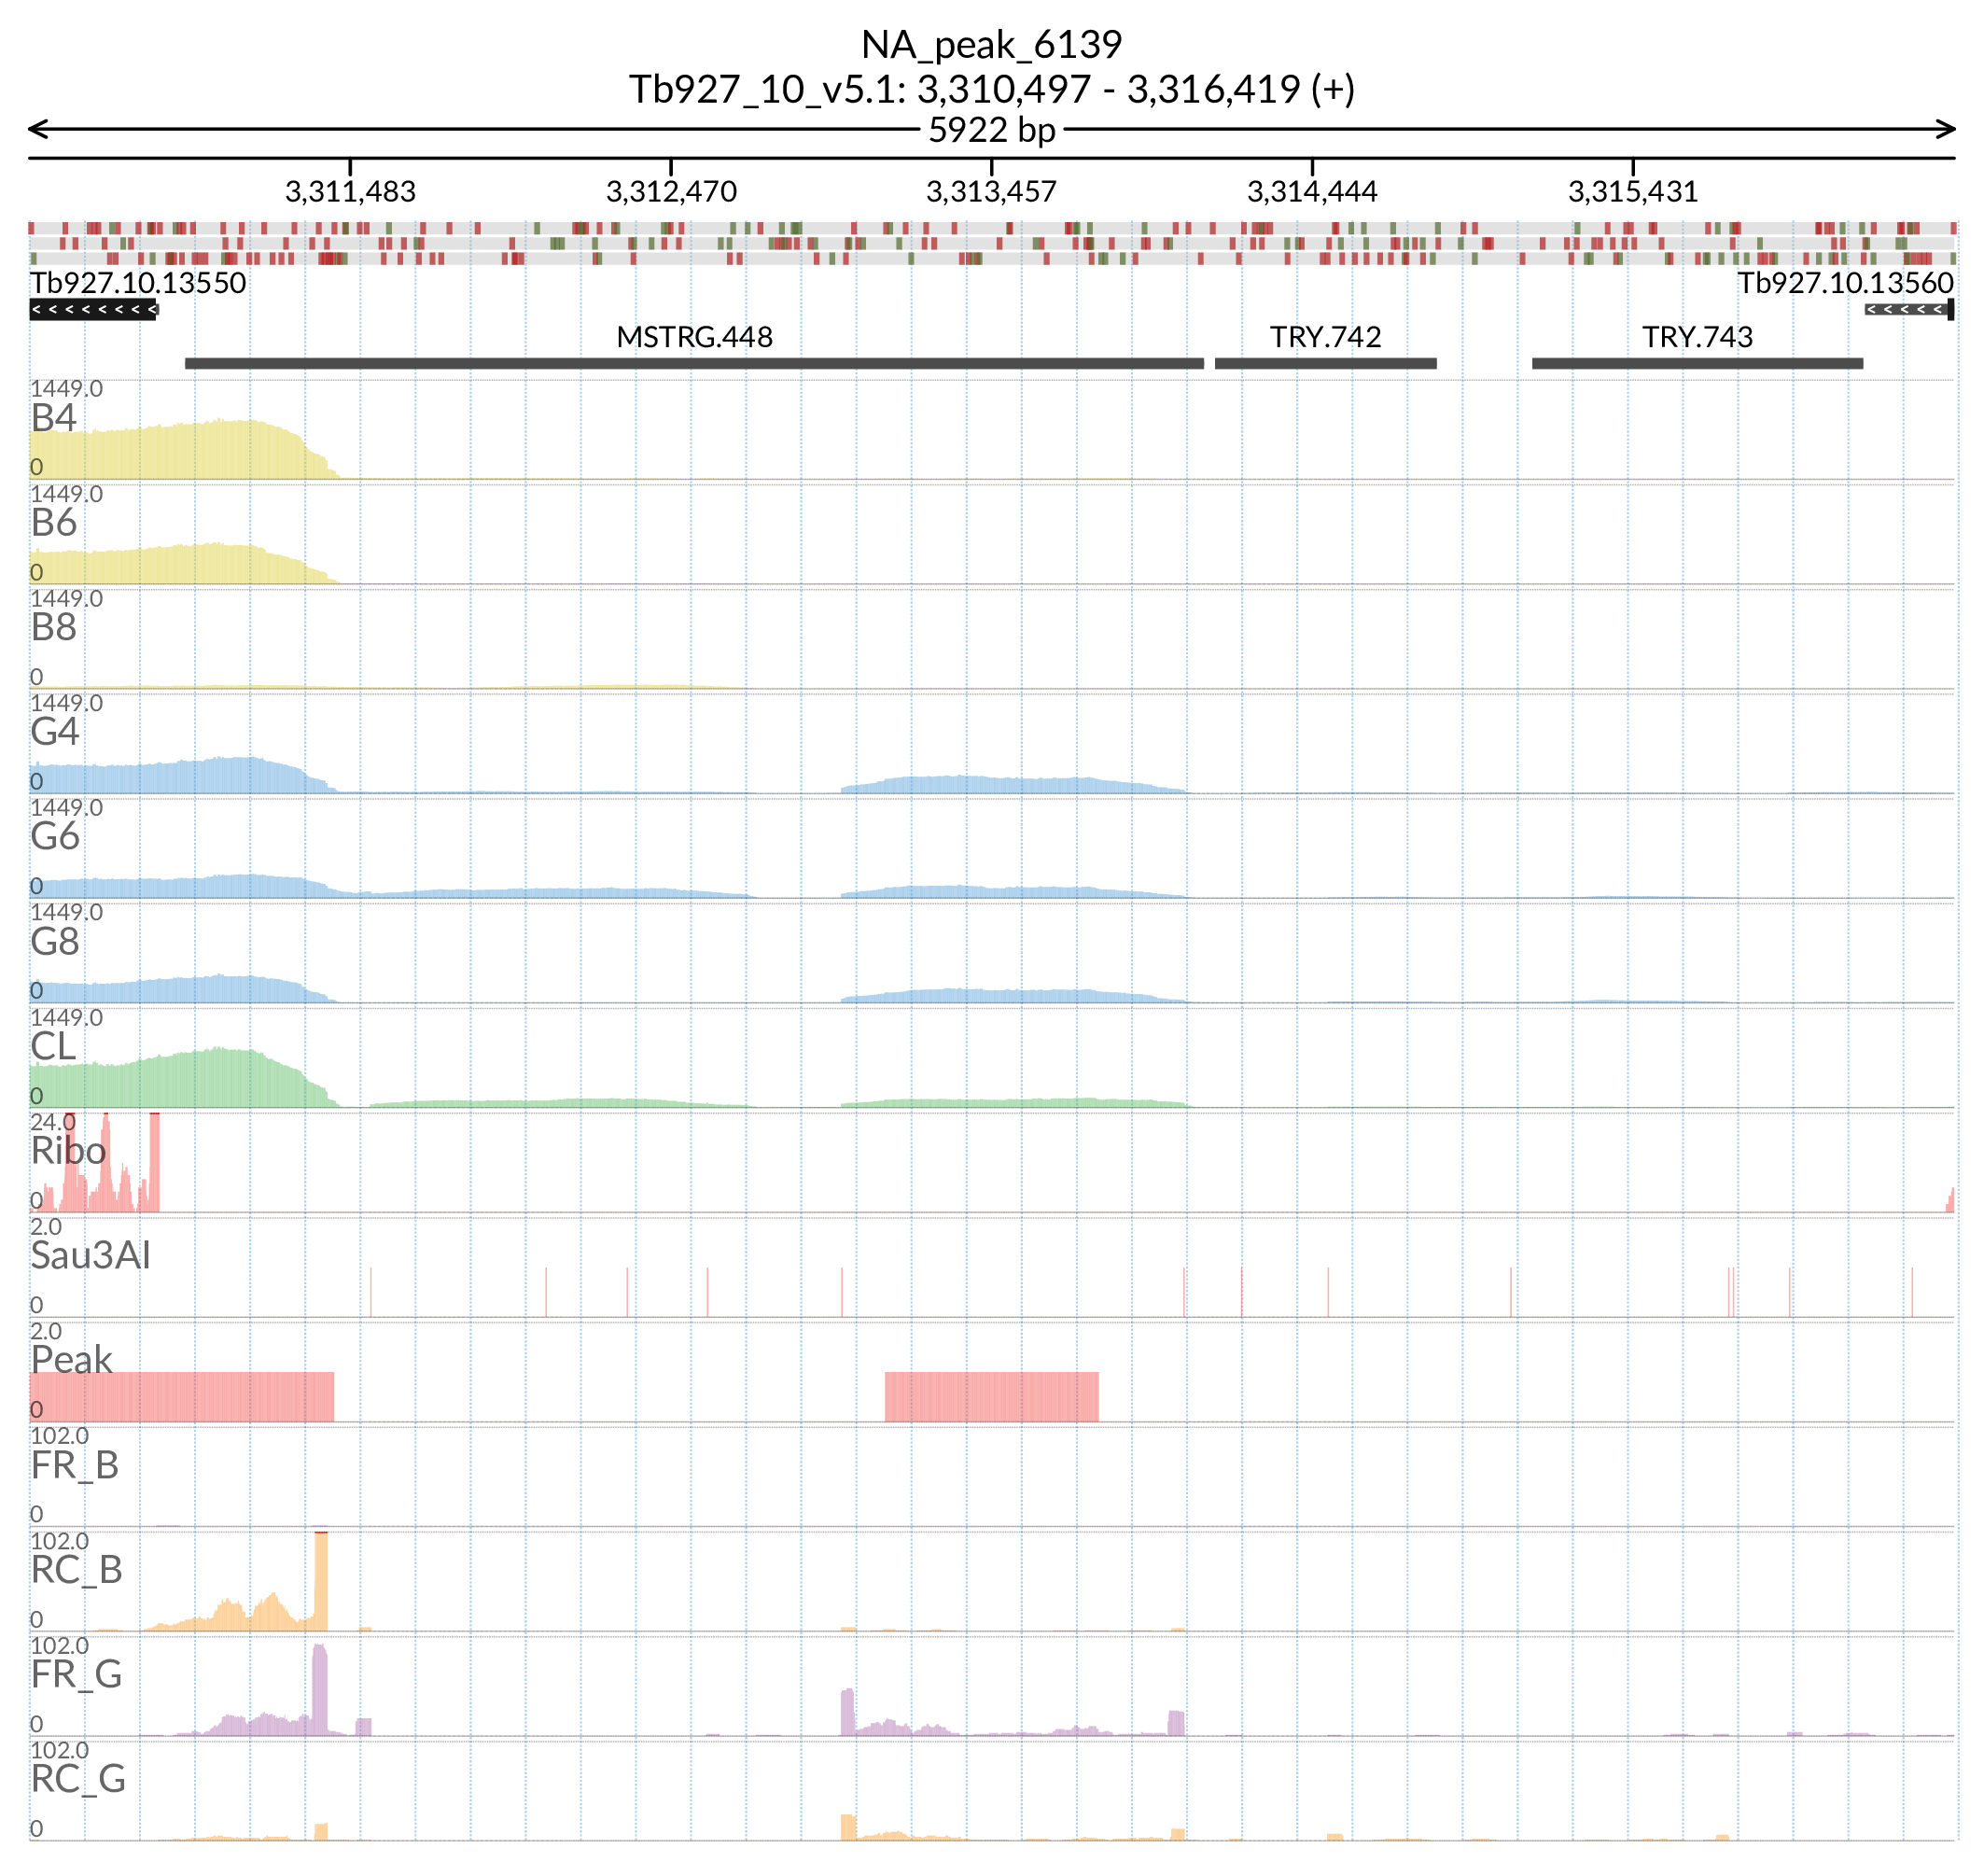 NA_peak_6139
Tb927_10_v5.1: 3,310,497 - 3,316,419 (+)
5922 bp
3,311,483 3,312,470 3,313,457 3,314,444 3,315,431
Tb927.10.13550 Tb927.10.13560
MSTRG.448 TRY.742 TRY.743
1449.0
B4
0
1449.0
B6
0
1449.0
B8
0
1449.0
G4
0
1449.0
G6
0
1449.0
G8
0
1449.0
CL
0
24.0
Ribo
0
2.0
Sau3AI
0
2.0
Peak
0
102.0
FR_B
0
102.0
RC_B
0
102.0
FR_G
0
102.0
RC_G
0